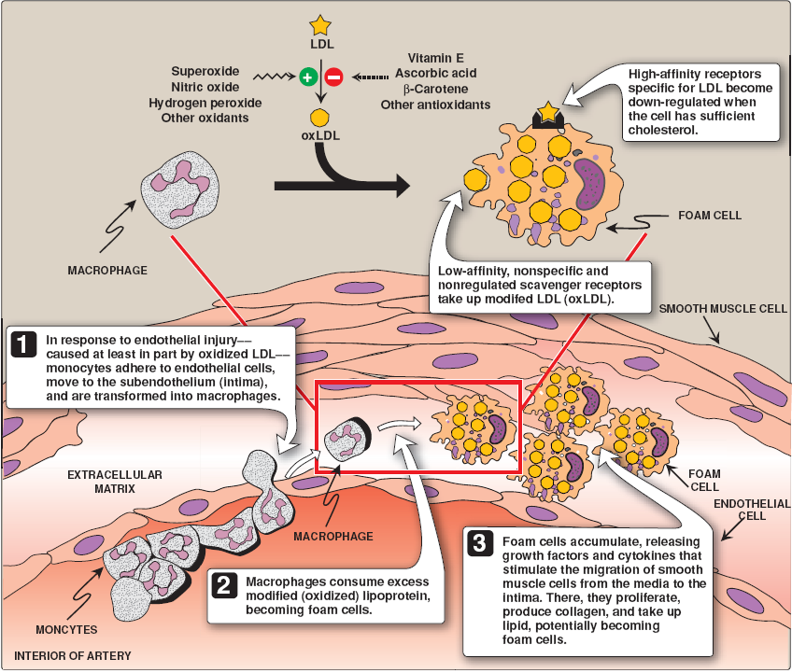 LDL
Superoxide
Nitric oxide
Hydrogen peroxide
Other oxidants
+
–
Vitamin E
Ascorbic acid
β-Carotene
Other antioxidants
oxLDL
High-affinity receptors
specific for LDL become
down-regulated when
the cell has sufficient
cholesterol.
MACROPHAGE
FOAM CELL
Low-affinity, nonspecific and
nonregulated scavenger receptors
take up modifed LDL (oxLDL).
SMOOTH MUSCLE CELL
1
In response to endothelial injury—
caused at least in part by oxidized LDL—
monocytes adhere to endothelial cells,
move to the subendothelium (intima),
and are transformed into macrophages.
EXTRACELLULAR
MATRIX
MACROPHAGE
FOAM
CELL
ENDOTHELIAL
CELL
2
Macrophages consume excess
modified (oxidized) lipoprotein,
becoming foam cells.
3
Foam cells accumulate, releasing
growth factors and cytokines that
stimulate the migration of smooth
muscle cells from the media to the
intima. There, they proliferate,
produce collagen, and take up
lipid, potentially becoming
foam cells.
MONCYTES
INTERIOR OF ARTERY